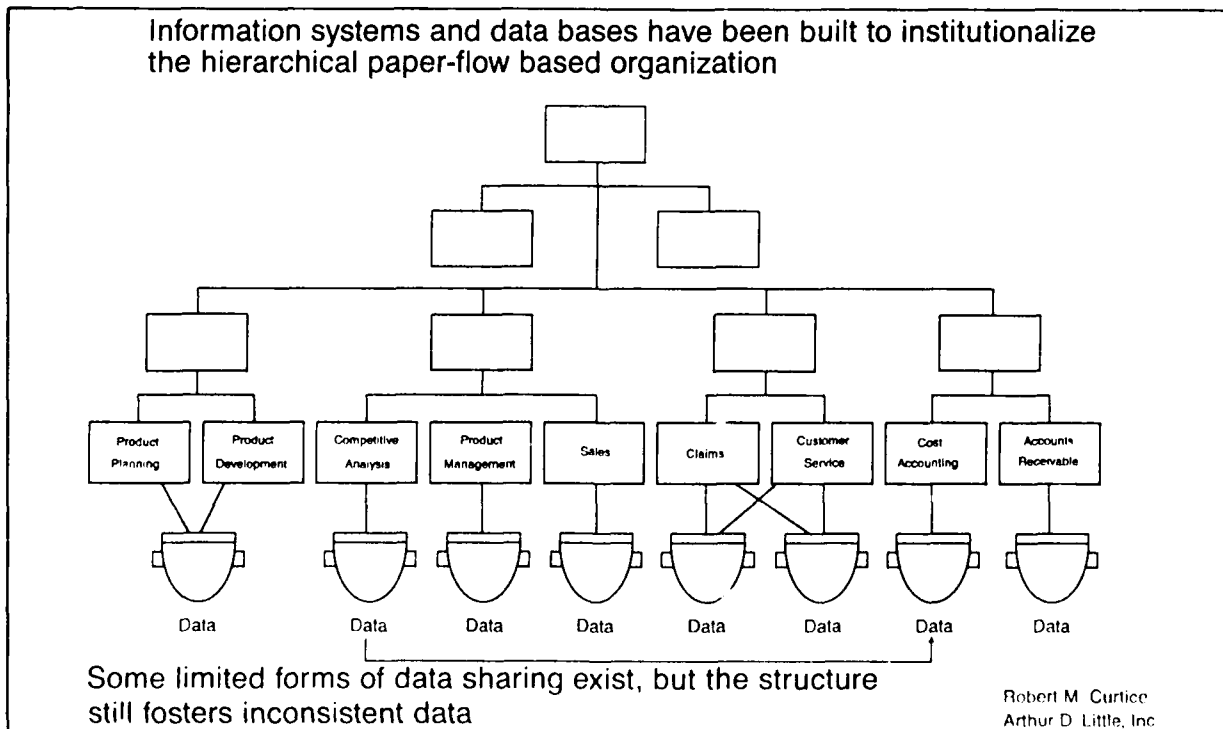 Information systems and data bases have been built to institutionalize
the hierarchical paper-flow based organization
Product
Planning
Product
Development
Competitive
Analysis
Product
Management
Sales
Claims
Customer
Service
Cost
Accounting
Accounts
Receivable
Data
Data
Data
Data
Data
Data
Data
Data
Some limited forms of data sharing exist, but the structure
still fosters inconsistent data
Robert M. Curtice
Arthur D. Little, Inc